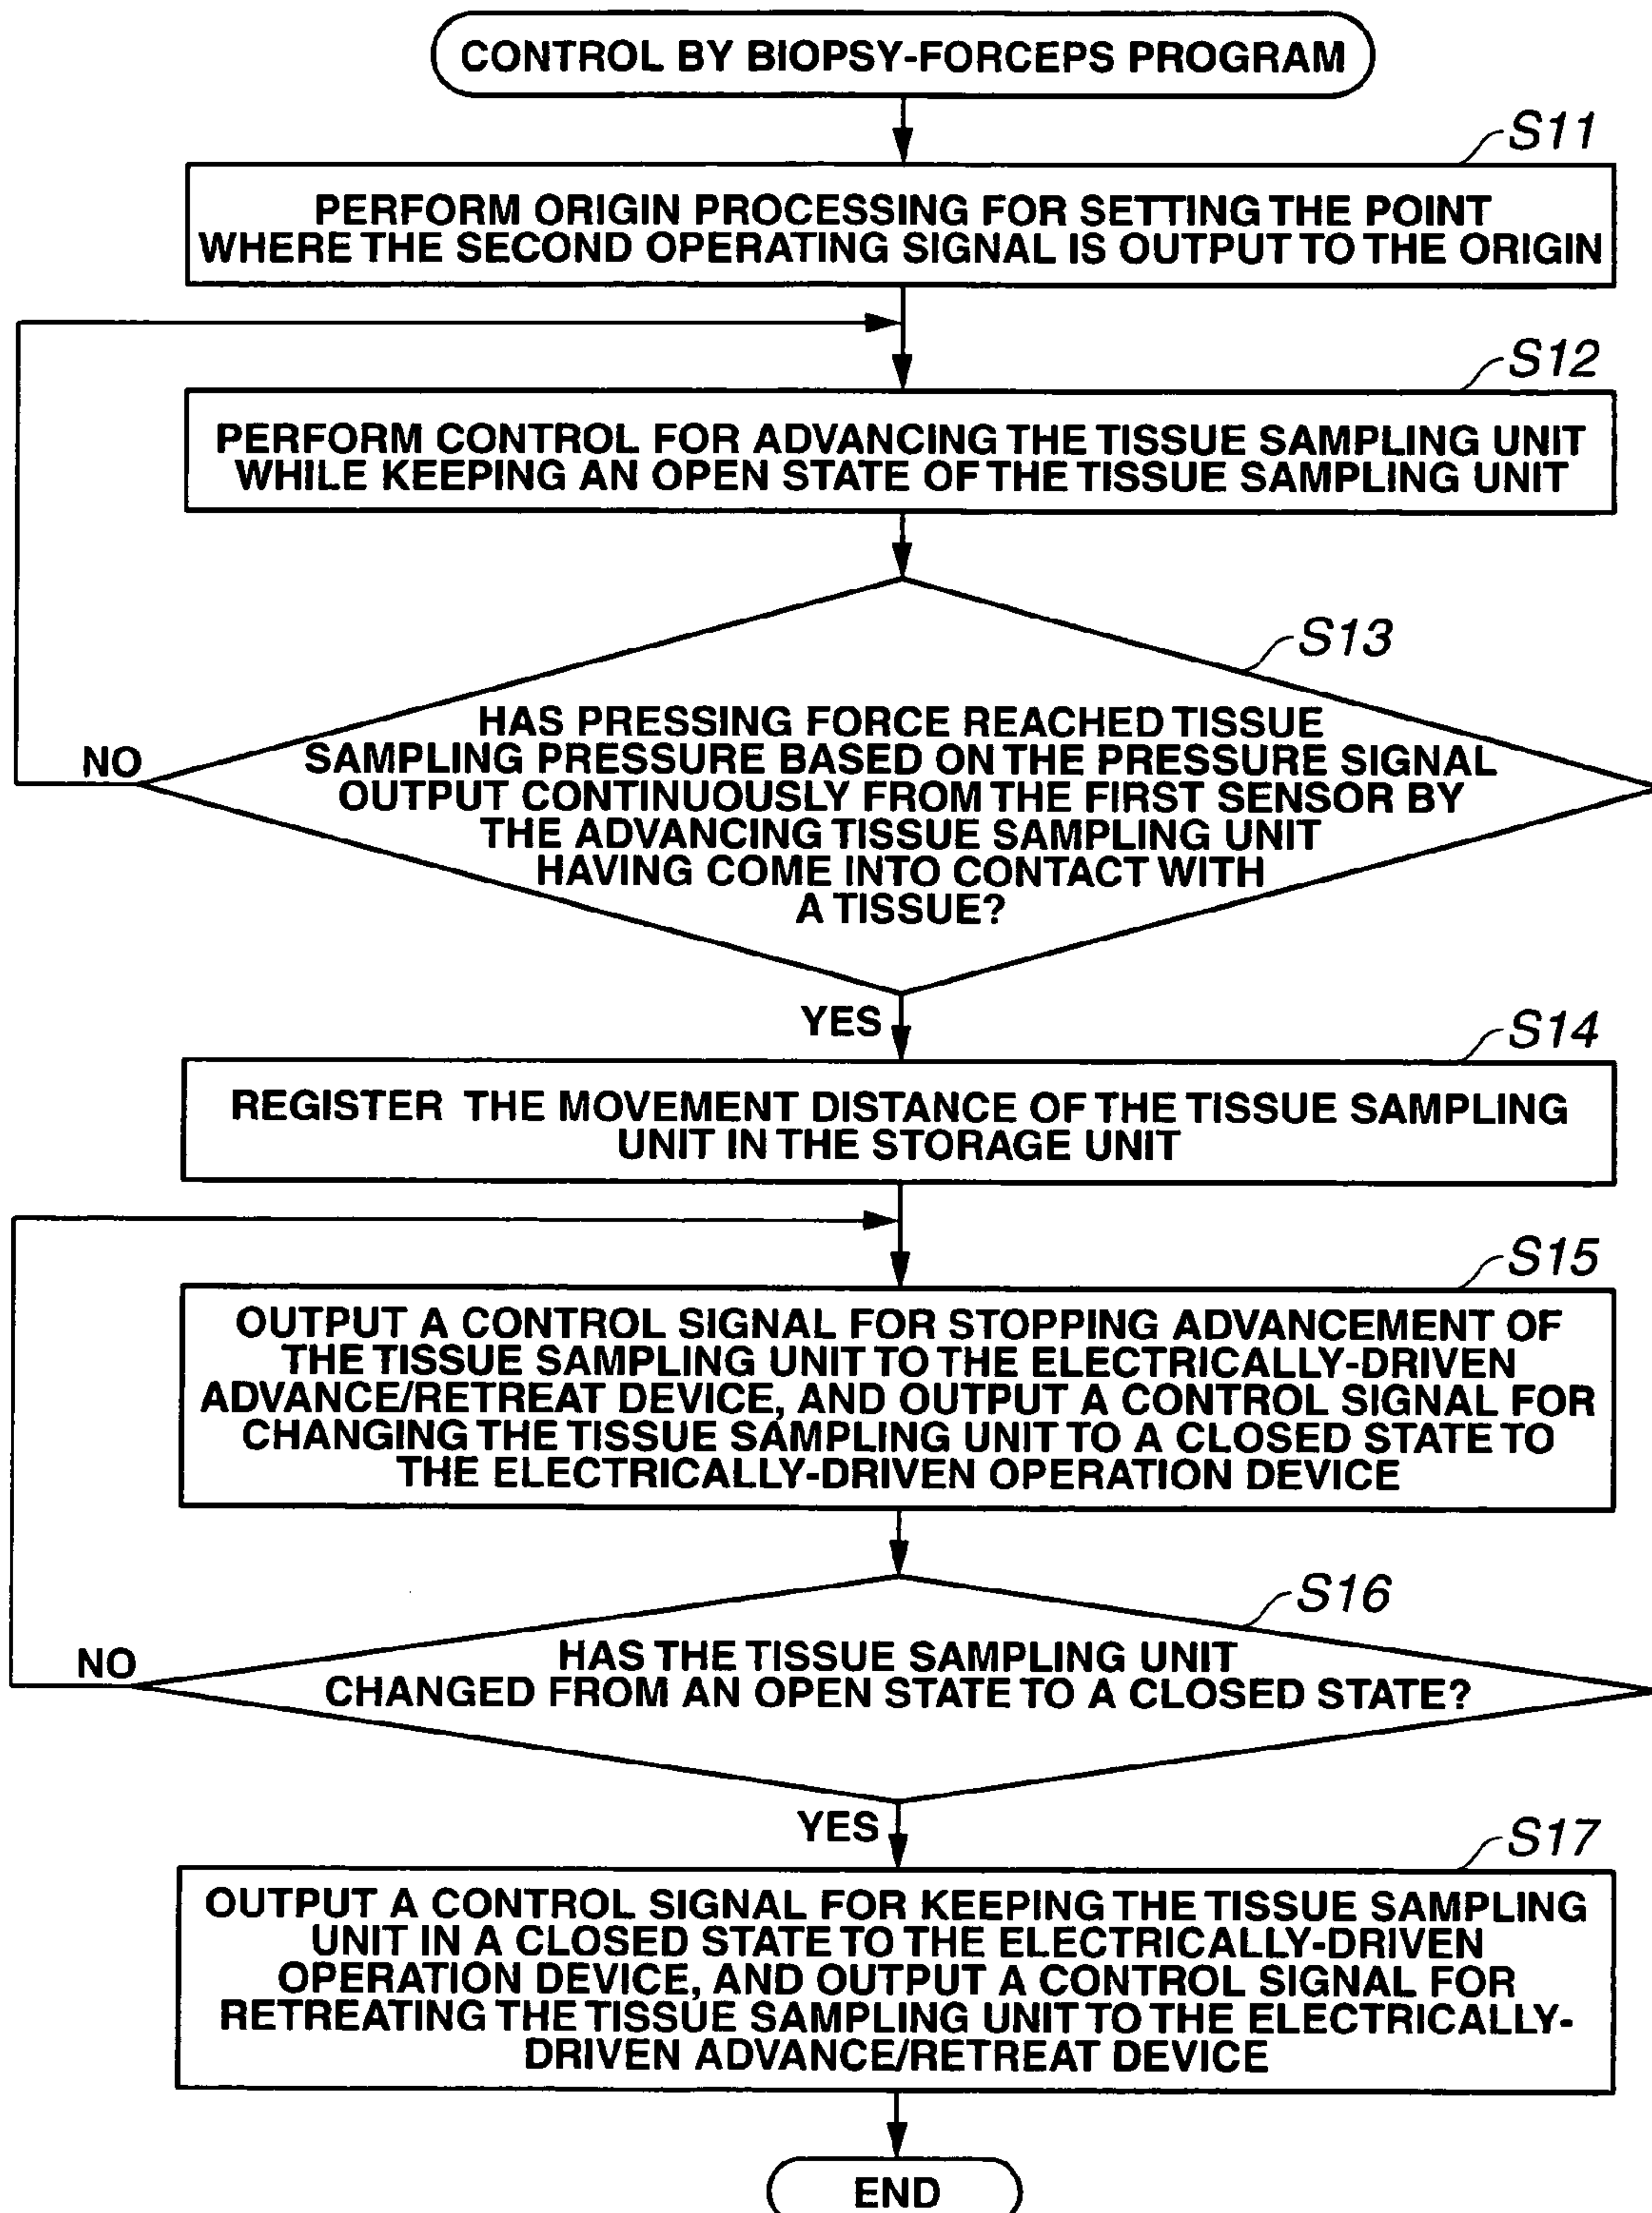 CONTROL BY BIOPSY-FORCEPS PROGRAM
S11
PERFORM ORIGIN PROCESSING FOR SETTING THE POINT
WHERE THE SECOND OPERATING SIGNAL IS OUTPUT TO THE ORIGIN
S12
PERFORM CONTROL FOR ADVANCING THE TISSUE SAMPLING UNIT
WHILE KEEPING AN OPEN STATE OF THE TISSUE SAMPLING UNIT
S13
HAS PRESSING FORCE REACHED TISSUE
SAMPLING PRESSURE BASED ON THE PRESSURE SIGNAL
OUTPUT CONTINUOUSLY FROM THE FIRST SENSOR BY
THE ADVANCING TISSUE SAMPLING UNIT
HAVING COME INTO CONTACT WITH
A TISSUE?
NO
YES
S14
REGISTER THE MOVEMENT DISTANCE OF THE TISSUE SAMPLING
UNIT IN THE STORAGE UNIT
S15
OUTPUT A CONTROL SIGNAL FOR STOPPING ADVANCEMENT OF
THE TISSUE SAMPLING UNIT TO THE ELECTRICALLY-DRIVEN
ADVANCE/RETREAT DEVICE, AND OUTPUT A CONTROL SIGNAL FOR
CHANGING THE TISSUE SAMPLING UNIT TO A CLOSED STATE TO
THE ELECTRICALLY-DRIVEN OPERATION DEVICE
S16
HAS THE TISSUE SAMPLING UNIT
CHANGED FROM AN OPEN STATE TO A CLOSED STATE?
NO
YES
S17
OUTPUT A CONTROL SIGNAL FOR KEEPING THE TISSUE SAMPLING
UNIT IN A CLOSED STATE TO THE ELECTRICALLY-DRIVEN
OPERATION DEVICE, AND OUTPUT A CONTROL SIGNAL FOR
RETREATING THE TISSUE SAMPLING UNIT TO THE ELECTRICALLY-
DRIVEN ADVANCE/RETREAT DEVICE
END